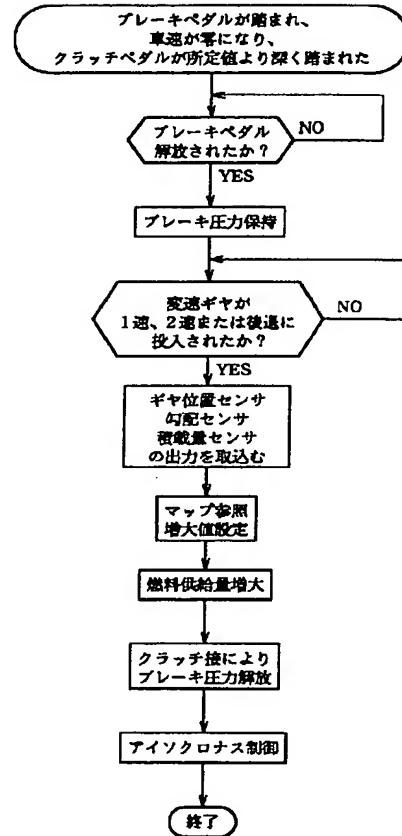 ブレーキペダルが踏まれ、
車速が零になり、
クラッチペダルが所定値より深く踏まれた
ブレーキペダル
解放されたか？
NO
YES
ブレーキ圧力保持
変速ギヤが
1速、2速または後退に
投入されたか？
NO
YES
ギヤ位置センサ
勾配センサ
積載量センサ
の出力を取込む
マップ参照
増大値設定
燃料供給量増大
クラッチ接により
ブレーキ圧力解放
アイソクロナス制御
終了